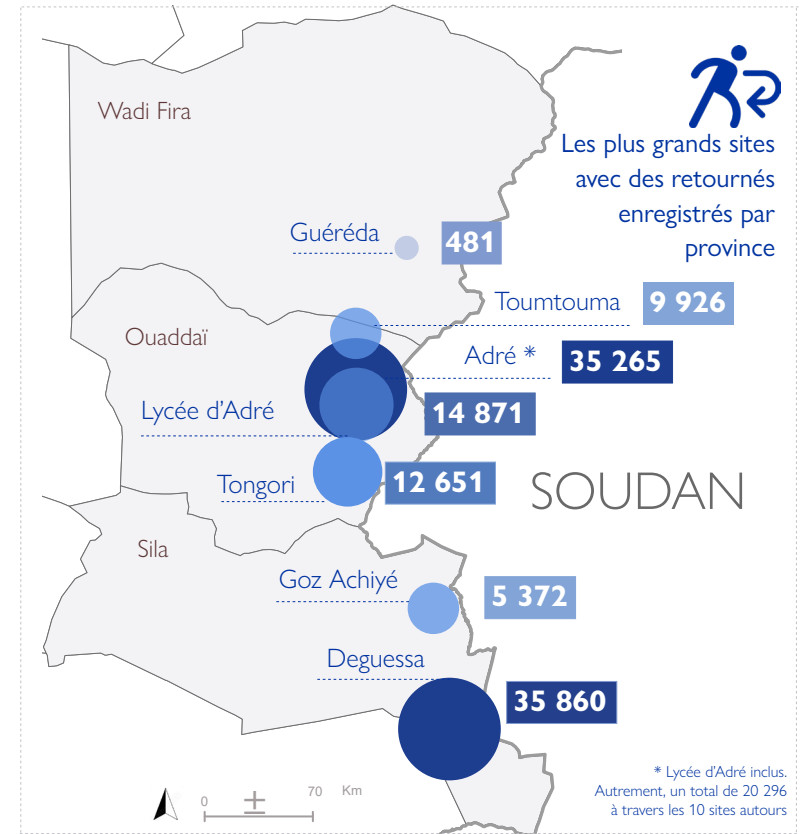 Wadi Fira
Les plus grands sites
avec des retournés
enregistrés par
province
Guéréda
481
Toumtouma
9 926
Ouaddaï
Adré *
35 265
Lycée d’Adré
14 871
Tongori
12 651
SOUDAN
Sila
Goz Achiyé
5 372
Deguessa
35 860
* Lycée d’Adré inclus.
Autrement, un total de 20 296
à travers les 10 sites autours
0
70
Km